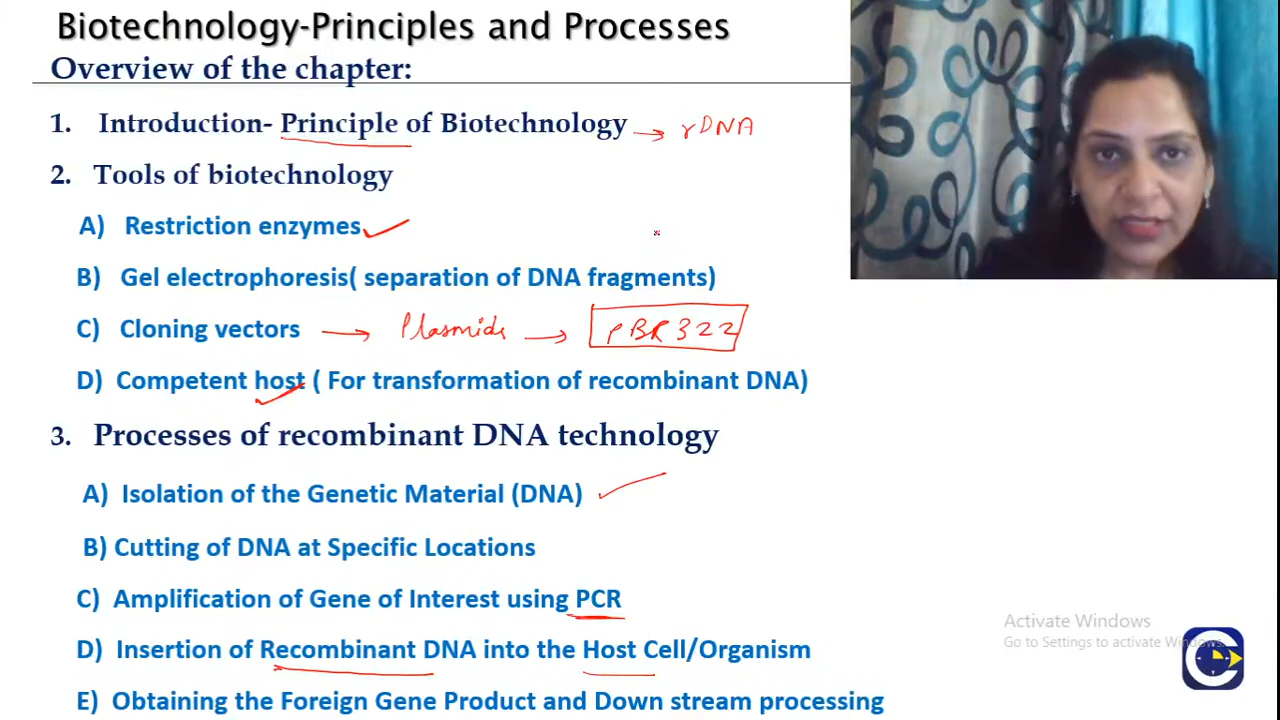 Biotechnology-Principles and Processes
Overview of the chapter:
1. Introduction- Principle of Biotechnology → rDNA
2. Tools of biotechnology
A) Restriction enzymes
B) Gel electrophoresis( separation of DNA fragments)
C) Cloning vectors → Plasmids → pBR322
D) Competent host ( For transformation of recombinant DNA)
3. Processes of recombinant DNA technology
A) Isolation of the Genetic Material (DNA)
B) Cutting of DNA at Specific Locations
C) Amplification of Gene of Interest using PCR
D) Insertion of Recombinant DNA into the Host Cell/Organism
E) Obtaining the Foreign Gene Product and Down stream processing
Activate Windows
Go to Settings to activate Windows.